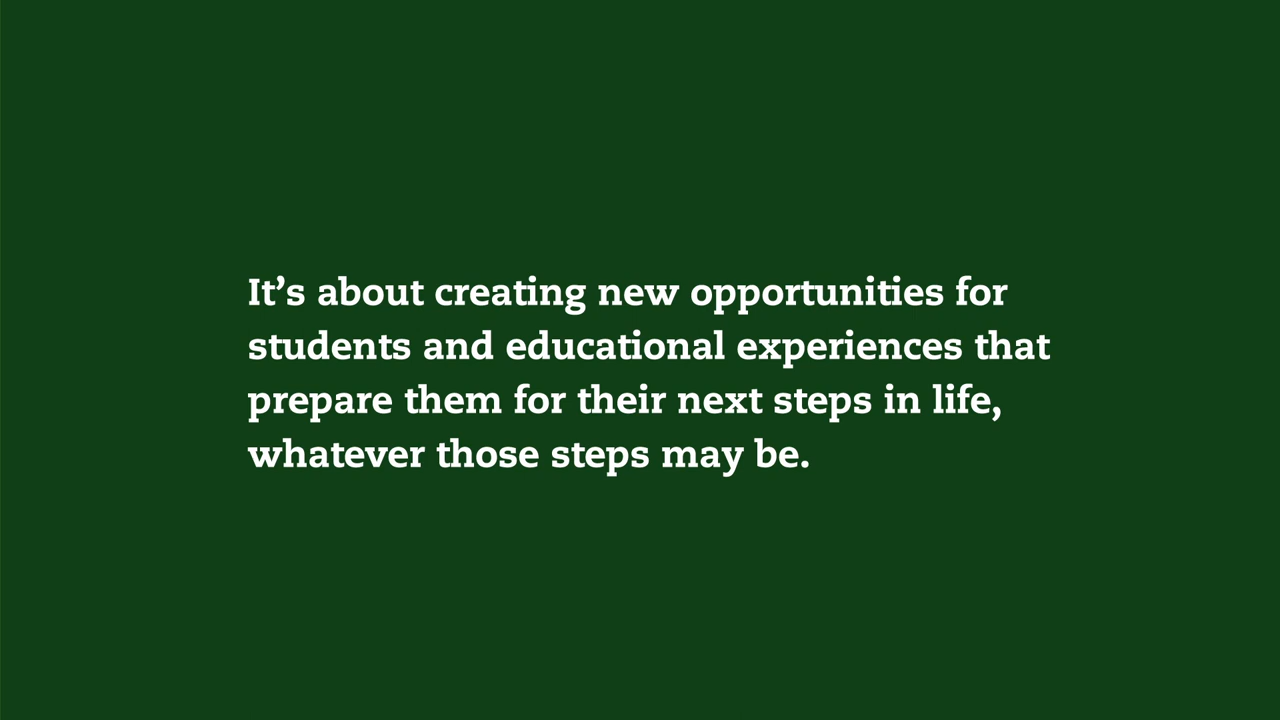 It’s about creating new opportunities for
students and educational experiences that
prepare them for their next steps in life,
whatever those steps may be.